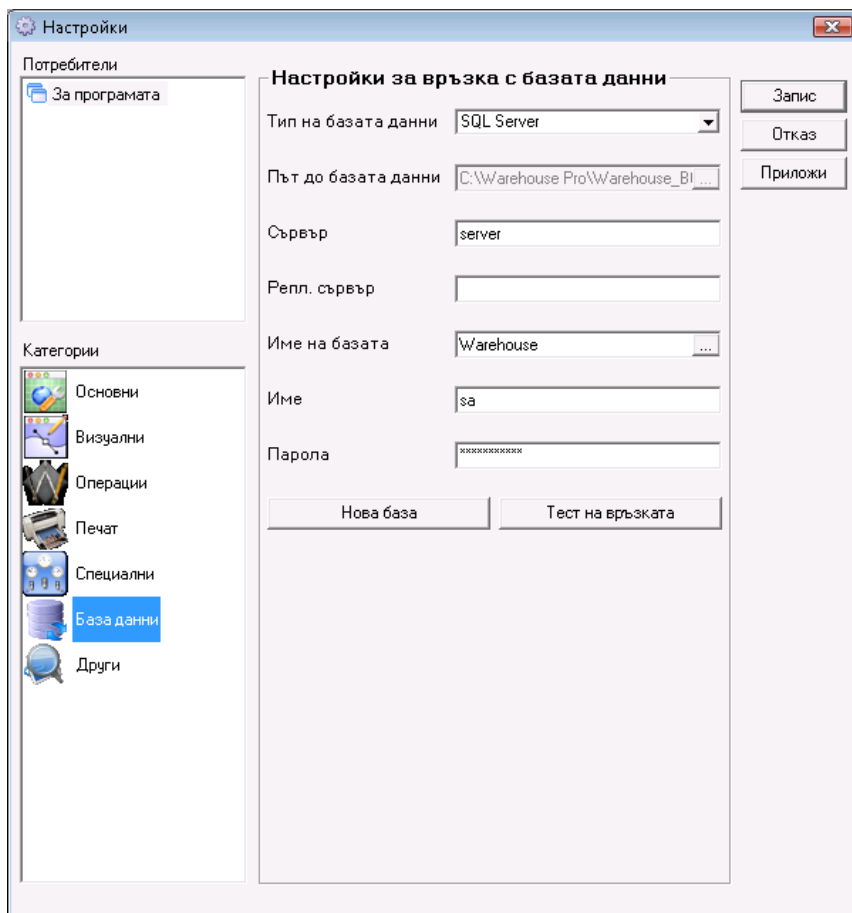 Настройки
Потребители
За програмата
Категории
Основни
Визуални
Операции
Печат
Специални
База данни
Други
Настройки за връзка с базата данни
Тип на базата данни SQL Server
Път до базата данни C:\Warehouse Pro\Warehouse_ ...
Сървър server
Репл. сървър
Име на базата Warehouse ...
Име sa
Парола ***********
Нова база Тест на връзката
Запис
Отказ
Приложи